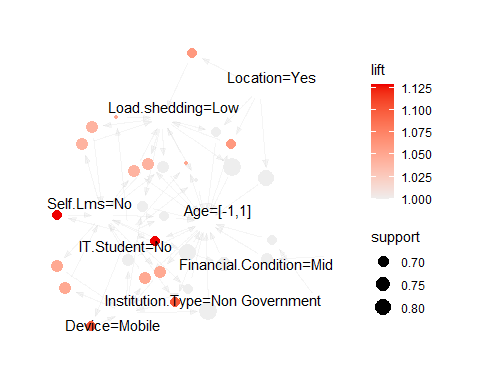 lift
Location=Yes
1.125
Load.shedding=Low
1.100
1.075
1.050
1.025
1.000
Self.Lms=No
Age=[-1,1]
support
IT.Student=No
Financial.Condition=Mid
0.70
0.75
Institution.Type=Non Government
0.80
Device=Mobile